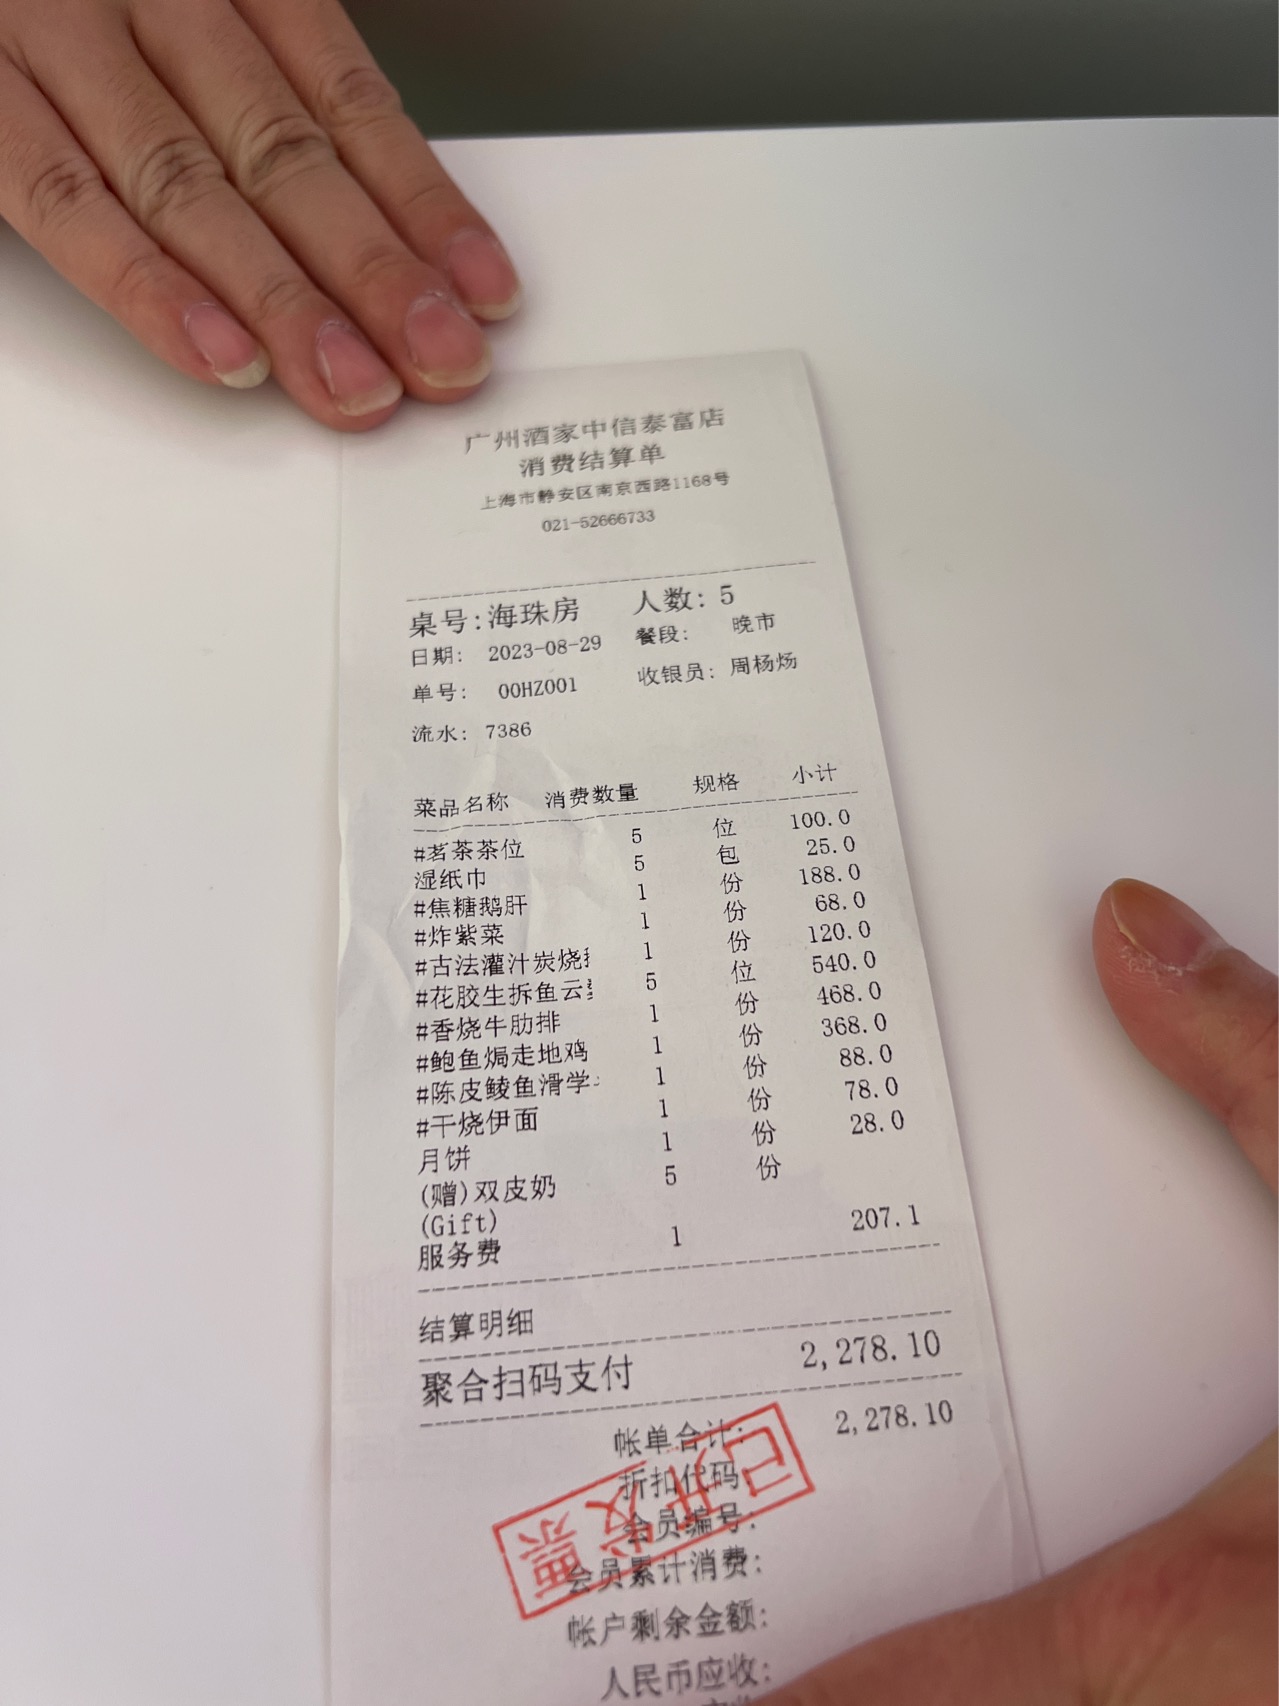 广州酒家中信泰富店
消费结算单
上海市静安区南京西路1168号
021-52666733
桌号:海珠房 人数: 5
日期: 2023-08-29 餐段: 晚市
单号: 00HZ001 收银员: 周杨炀
流水: 7386
菜品名称 消费数量 规格 小计
#茗茶茶位 5 位 100.0
湿纸巾 5 包 25.0
#焦糖鹅肝 1 份 188.0
#炸紫菜 1 份 68.0
#古法灌汁炭烧 1 份 120.0
#花胶生拆鱼云 5 位 540.0
#香烧牛肋排 1 份 468.0
#鲍鱼焗走地鸡 1 份 368.0
#陈皮鲮鱼滑学 1 份 88.0
#干烧伊面 1 份 78.0
月饼 1 份 28.0
(赠)双皮奶 5 份
(Gift)
服务费 1 207.1
结算明细
聚合扫码支付 2,278.10
帐单合计: 2,278.10
折扣代码:
会员编号:
会员累计消费:
帐户剩余金额:
人民币应收:
已开发票